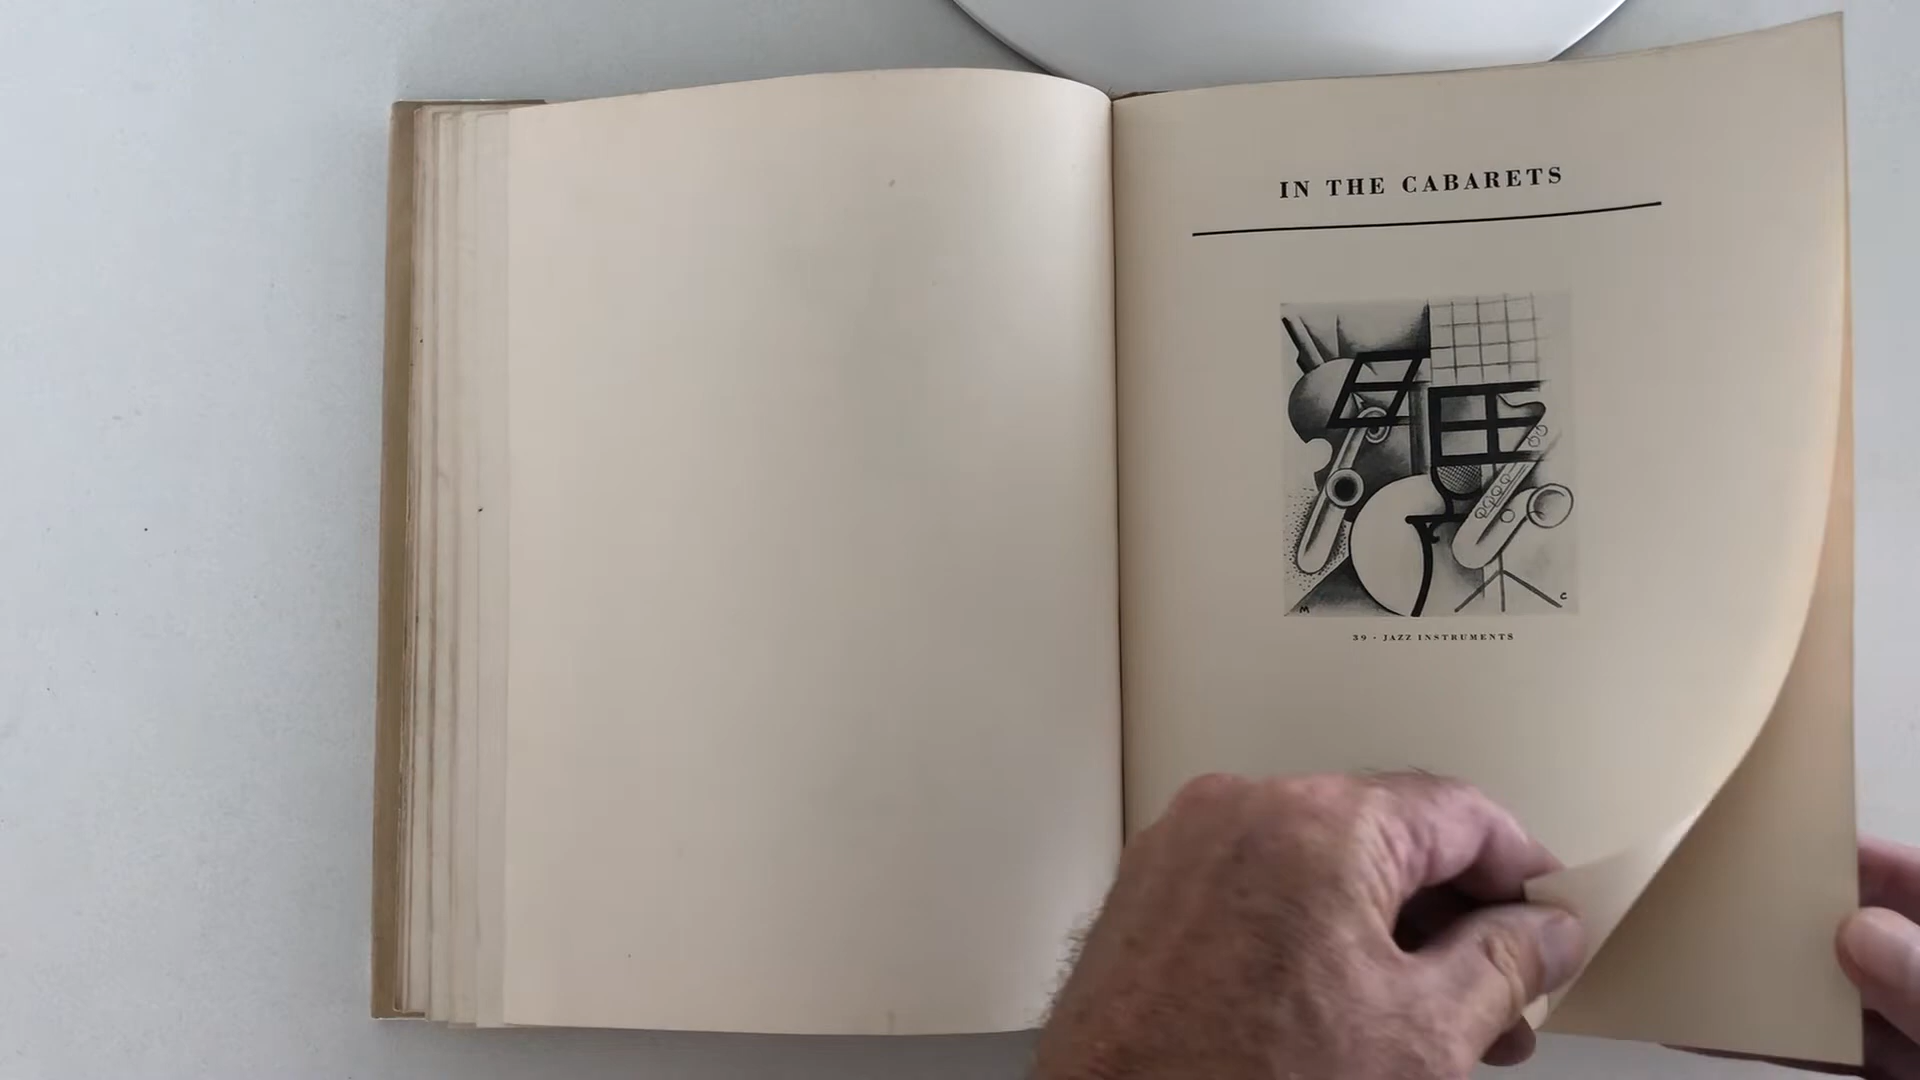 IN THE CABARETS
M
C
39 - JAZZ INSTRUMENTS